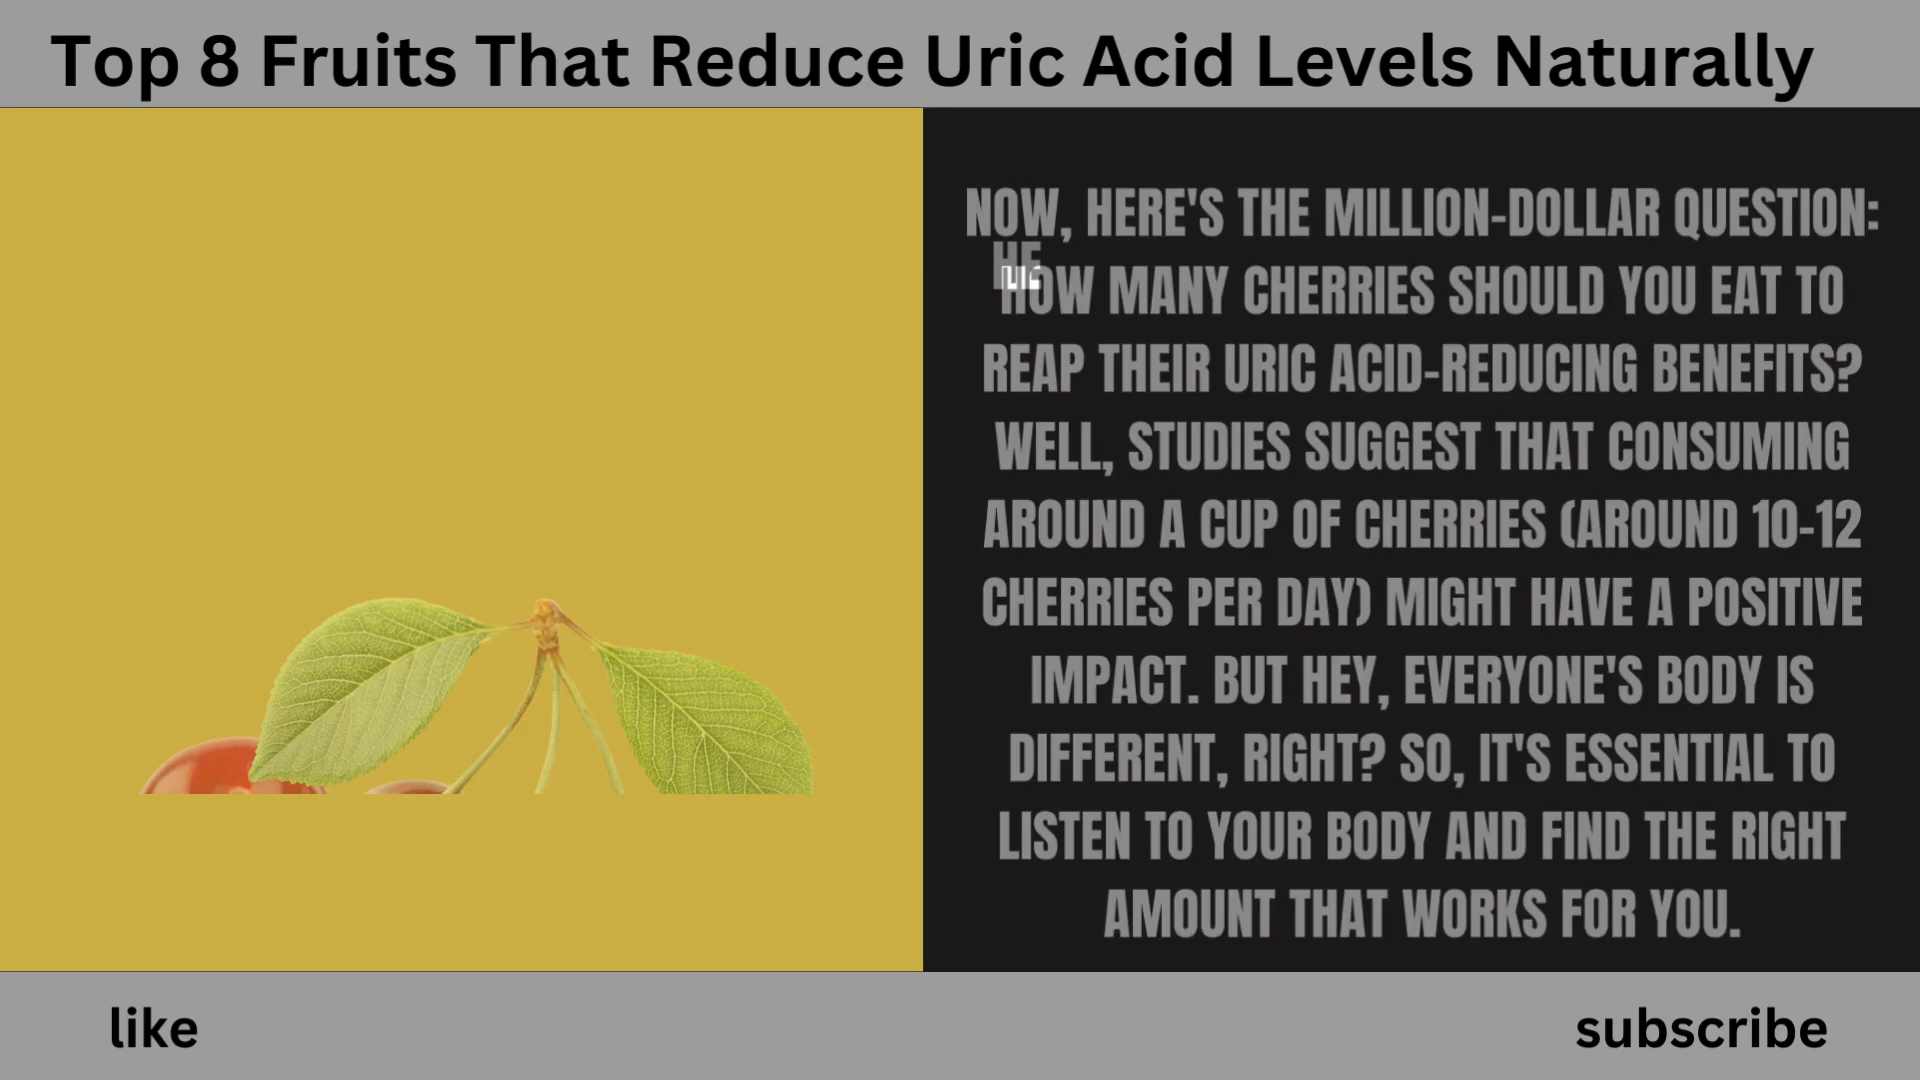 Top 8 Fruits That Reduce Uric Acid Levels Naturally
NOW, HERE'S THE MILLION-DOLLAR QUESTION:
HOW MANY CHERRIES SHOULD YOU EAT TO
REAP THEIR URIC ACID-REDUCING BENEFITS?
WELL, STUDIES SUGGEST THAT CONSUMING
AROUND A CUP OF CHERRIES (AROUND 10-12
CHERRIES PER DAY) MIGHT HAVE A POSITIVE
IMPACT. BUT HEY, EVERYONE'S BODY IS
DIFFERENT, RIGHT? SO, IT'S ESSENTIAL TO
LISTEN TO YOUR BODY AND FIND THE RIGHT
AMOUNT THAT WORKS FOR YOU.
like
subscribe